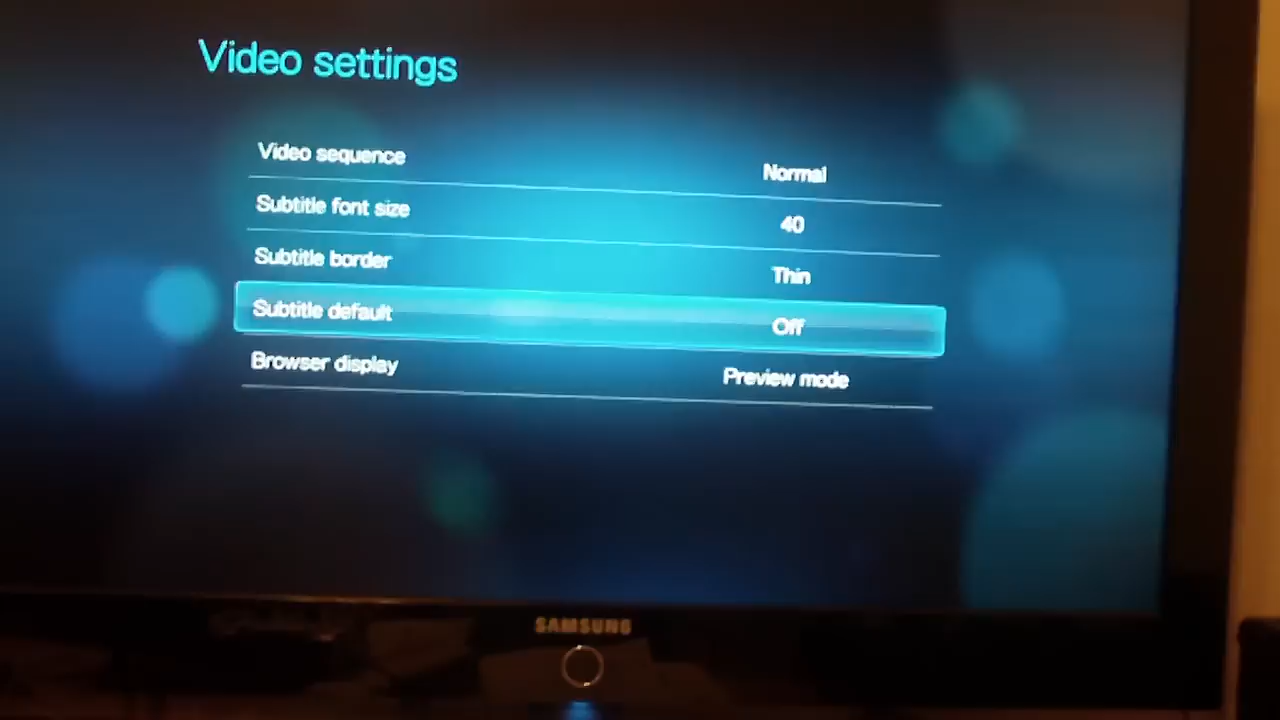 Video settings
Video sequence Normal
Subtitle font size 40
Subtitle border Thin
Subtitle default Off
Browser display Preview mode
SAMSUNG